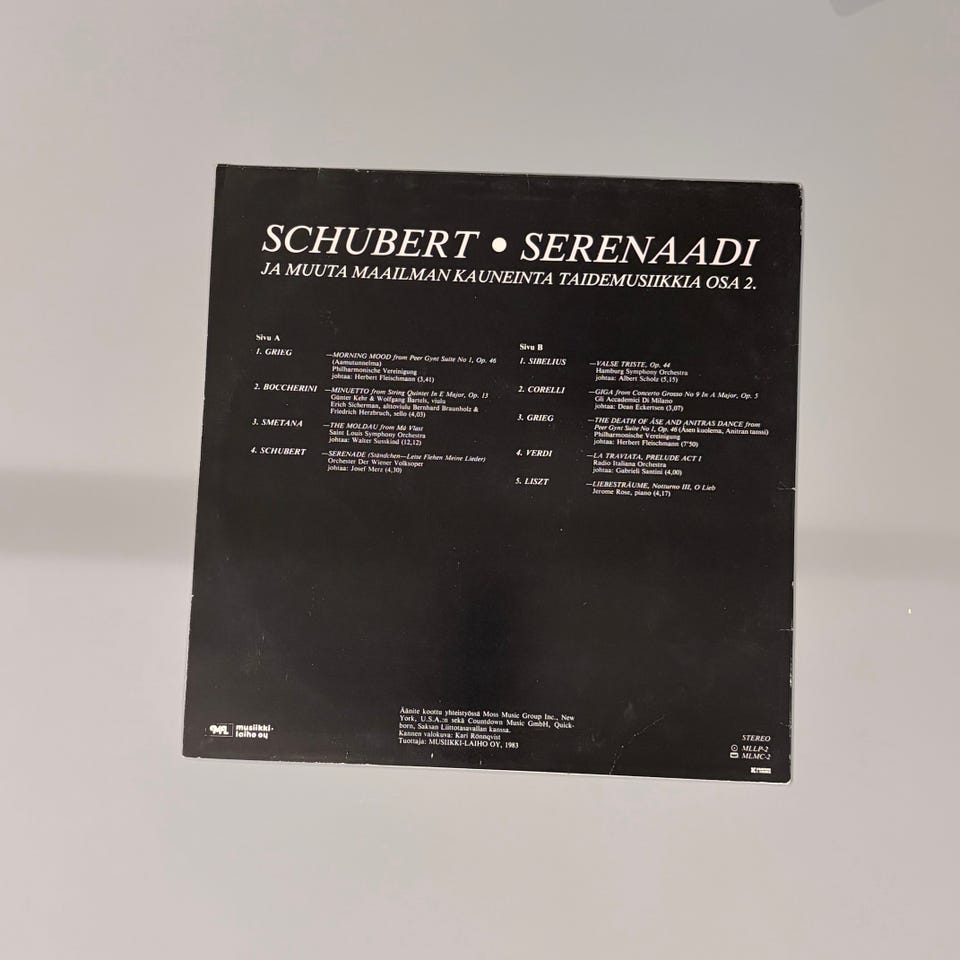 SCHUBERT • SERENAADI
JA MUUTA MAAILMAN KAUNEINTA TAIDEMUSIIKKIA OSA 2.
Sivu A
1. GRIEG —MORNING MOOD from Peer Gynt Suite No 1, Op. 46
(Aamutunnelma)
Philharmonische Vereinigung
johtaa: Herbert Fleischmann (3,41)
2. BOCCHERINI —MINUETTO from String Quintet In E Major, Op. 13
Günter Kehr & Wolfgang Bartels, viulu
Erich Sicherman, alttoviulu Bernhard Braunholz &
Friedrich Herzbruch, sello (4,03)
3. SMETANA —THE MOLDAU from Má Vlast
Saint Louis Symphony Orchestra
johtaa: Walter Susskind (12,12)
4. SCHUBERT —SERENADE (Ständchen—Leise Flehen Meine Lieder)
Orchester Der Wiener Volksoper
johtaa: Josef Merz (4,30)
Sivu B
1. SIBELIUS —VALSE TRISTE, Op. 44
Hamburg Symphony Orchestra
johtaa: Albert Scholz (5,15)
2. CORELLI —GIGA from Concerto Grosso No 9 In A Major, Op. 5
Gli Accademici Di Milano
johtaa: Dean Eckertsen (3,07)
3. GRIEG —THE DEATH OF ÅSE AND ANITRAS DANCE from
Peer Gynt Suite No 1, Op. 46 (Åsen kuolema, Anitran tanssi)
Philharmonische Vereinigung
johtaa: Herbert Fleischmann (7'50)
4. VERDI —LA TRAVIATA, PRELUDE ACT I
Radio Italiana Orchestra
johtaa: Gabrieli Santini (4,00)
5. LISZT —LIEBESTRÄUME, Notturno III, O Lieb
Jerome Rose, piano (4,17)
Äänite koottu yhteistyössä Moss Music Group Inc., New
York, U.S.A.:n sekä Countdown Music GmbH, Quick-
born, Saksan Liittotasavallan kanssa.
Kannen valokuva: Kari Rönnqvist
Tuottaja: MUSIIKKI-LAIHO OY, 1983
musiikki-
laiho oy
STEREO
MLLP-2
MLMC-2